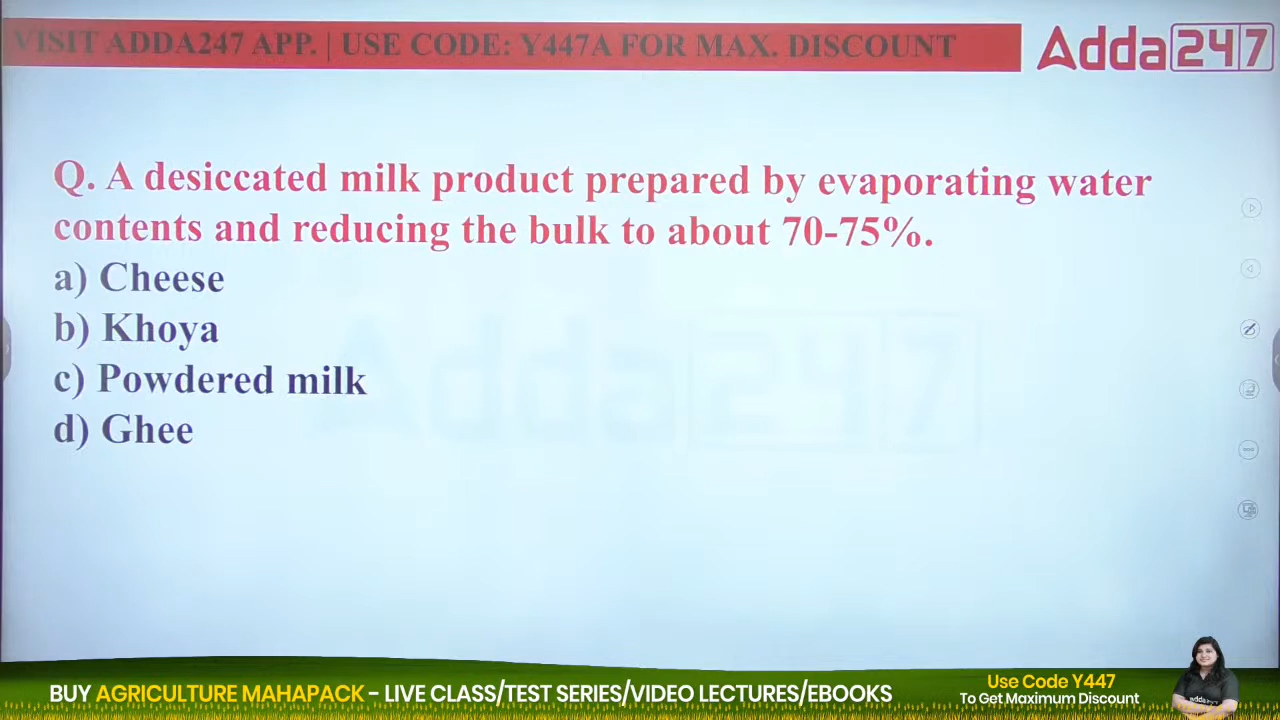 VISIT ADDA247 APP. | USE CODE: Y447A FOR MAX. DISCOUNT
Adda247
Q. A desiccated milk product prepared by evaporating water
contents and reducing the bulk to about 70-75%.
a) Cheese
b) Khoya
c) Powdered milk
d) Ghee
Adda247
BUY AGRICULTURE MAHAPACK - LIVE CLASS/TEST SERIES/VIDEO LECTURES/EBOOKS
Use Code Y447
To Get Maximum Discount